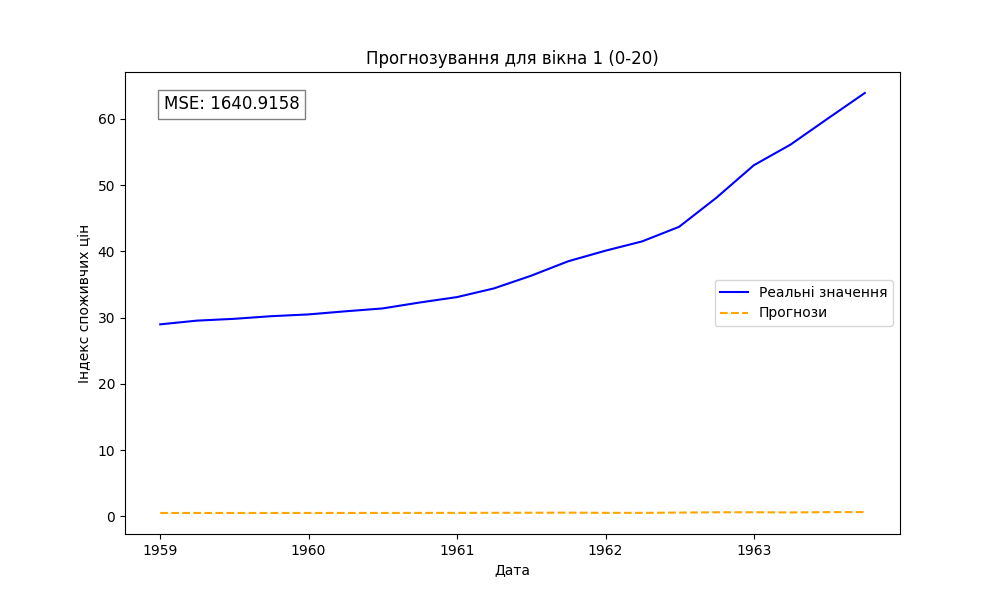 Прогнозування для вікна 1 (0-20)
MSE: 1640.9158
Індекс споживчих цін
60
50
40
30
20
10
0
Реальні значення
Прогнози
1959 1960 1961 1962 1963
Дата